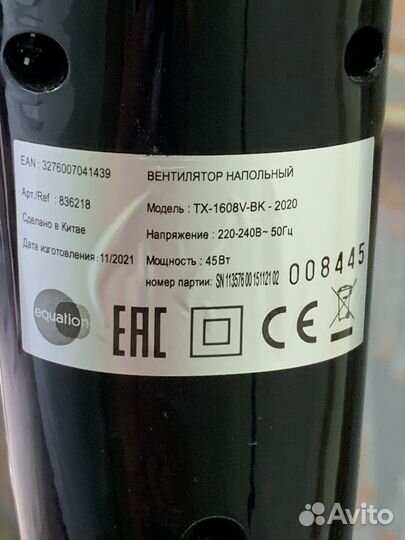 EAN : 3276007041439
Арт./Ref : 836218
Сделано в Китае
Дата изготовления : 11/2021
equation
ВЕНТИЛЯТОР НАПОЛЬНЫЙ
Модель : TX-1608V-BK - 2020
Напряжение : 220-240В~ 50Гц
Мощность : 45Вт
номер партии: SN 113576 00 151121 02
008445
EAC
CE
Avito